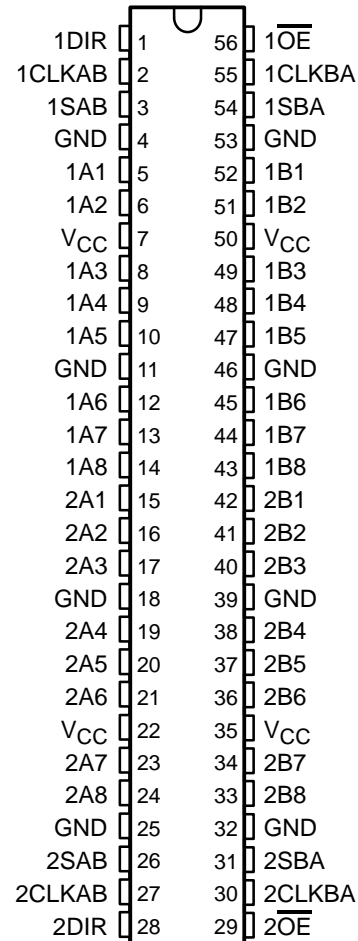 1DIR 1 56 1O̅E̅
1CLKAB 2 55 1CLKBA
1SAB 3 54 1SBA
GND 4 53 GND
1A1 5 52 1B1
1A2 6 51 1B2
VCC 7 50 VCC
1A3 8 49 1B3
1A4 9 48 1B4
1A5 10 47 1B5
GND 11 46 GND
1A6 12 45 1B6
1A7 13 44 1B7
1A8 14 43 1B8
2A1 15 42 2B1
2A2 16 41 2B2
2A3 17 40 2B3
GND 18 39 GND
2A4 19 38 2B4
2A5 20 37 2B5
2A6 21 36 2B6
VCC 22 35 VCC
2A7 23 34 2B7
2A8 24 33 2B8
GND 25 32 GND
2SAB 26 31 2SBA
2CLKAB 27 30 2CLKBA
2DIR 28 29 2O̅E̅